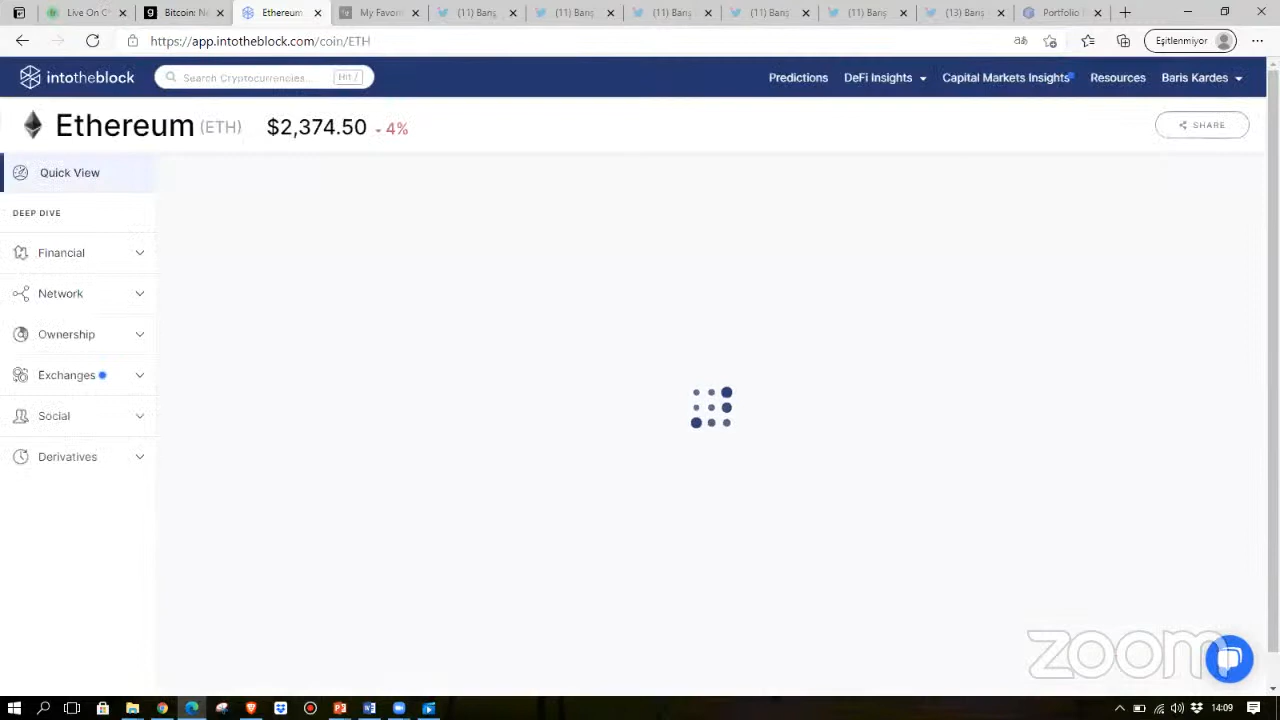 Live On C
Bitcoin: Ne
Ethereum
My Favor
(11) Barış
(11) Barış
(11) Barış
(11) Barış
(11) Barış
(13) Barış
Portfolio
https://app.intotheblock.com/coin/ETH
Eşitlenmiyor
intotheblock
Search Cryptocurrencies...
Hit /
Predictions
DeFi Insights
Capital Markets Insights
Resources
Baris Kardes
Ethereum (ETH) $2,374.50 4%
SHARE
Quick View
DEEP DIVE
Financial
Network
Ownership
Exchanges
Social
Derivatives
zoom
14:09